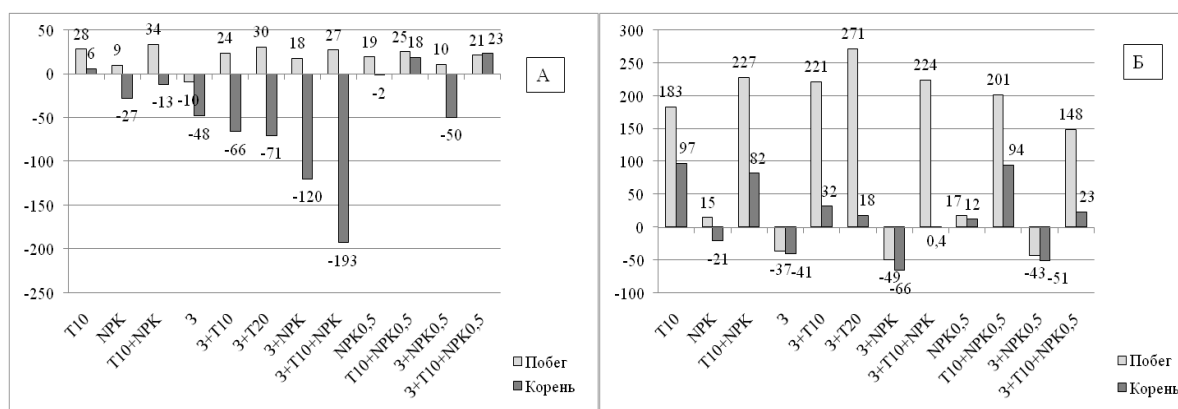 А
50
0
-50
-100
-150
-200
-250
28 6 9 -27 34 -13 -10 -48 24 -66 30 -71 18 -120 27 -193 19 -2 25 18 10 -50 21 23
T10
NPK
T10+NPK
З
З+T10
З+T20
З+NPK
З+T10+NPK
NPK0,5
T10+NPK0,5
З+NPK0,5
З+T10+NPK0,5
Побег
Корень
Б
300
250
200
150
100
50
0
-50
-100
183 97 15 -21 227 82 -37 -41 221 32 271 18 -49 -66 224 0,4 17 12 201 94 -43 -51 148 23
T10
NPK
T10+NPK
З
З+T10
З+T20
З+NPK
З+T10+NPK
NPK0,5
T10+NPK0,5
З+NPK0,5
З+T10+NPK0,5
Побег
Корень